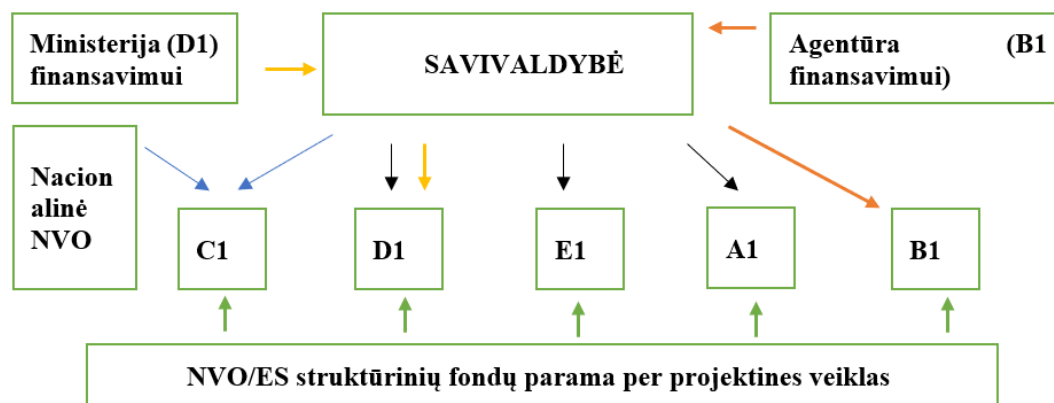 Ministerija (D1)
finansavimui
SAVIVALDYBĖ
Agentūra (B1
finansavimui)
Nacion
alinė
NVO
C1
D1
E1
A1
B1
NVO/ES struktūrinių fondų parama per projektines veiklas